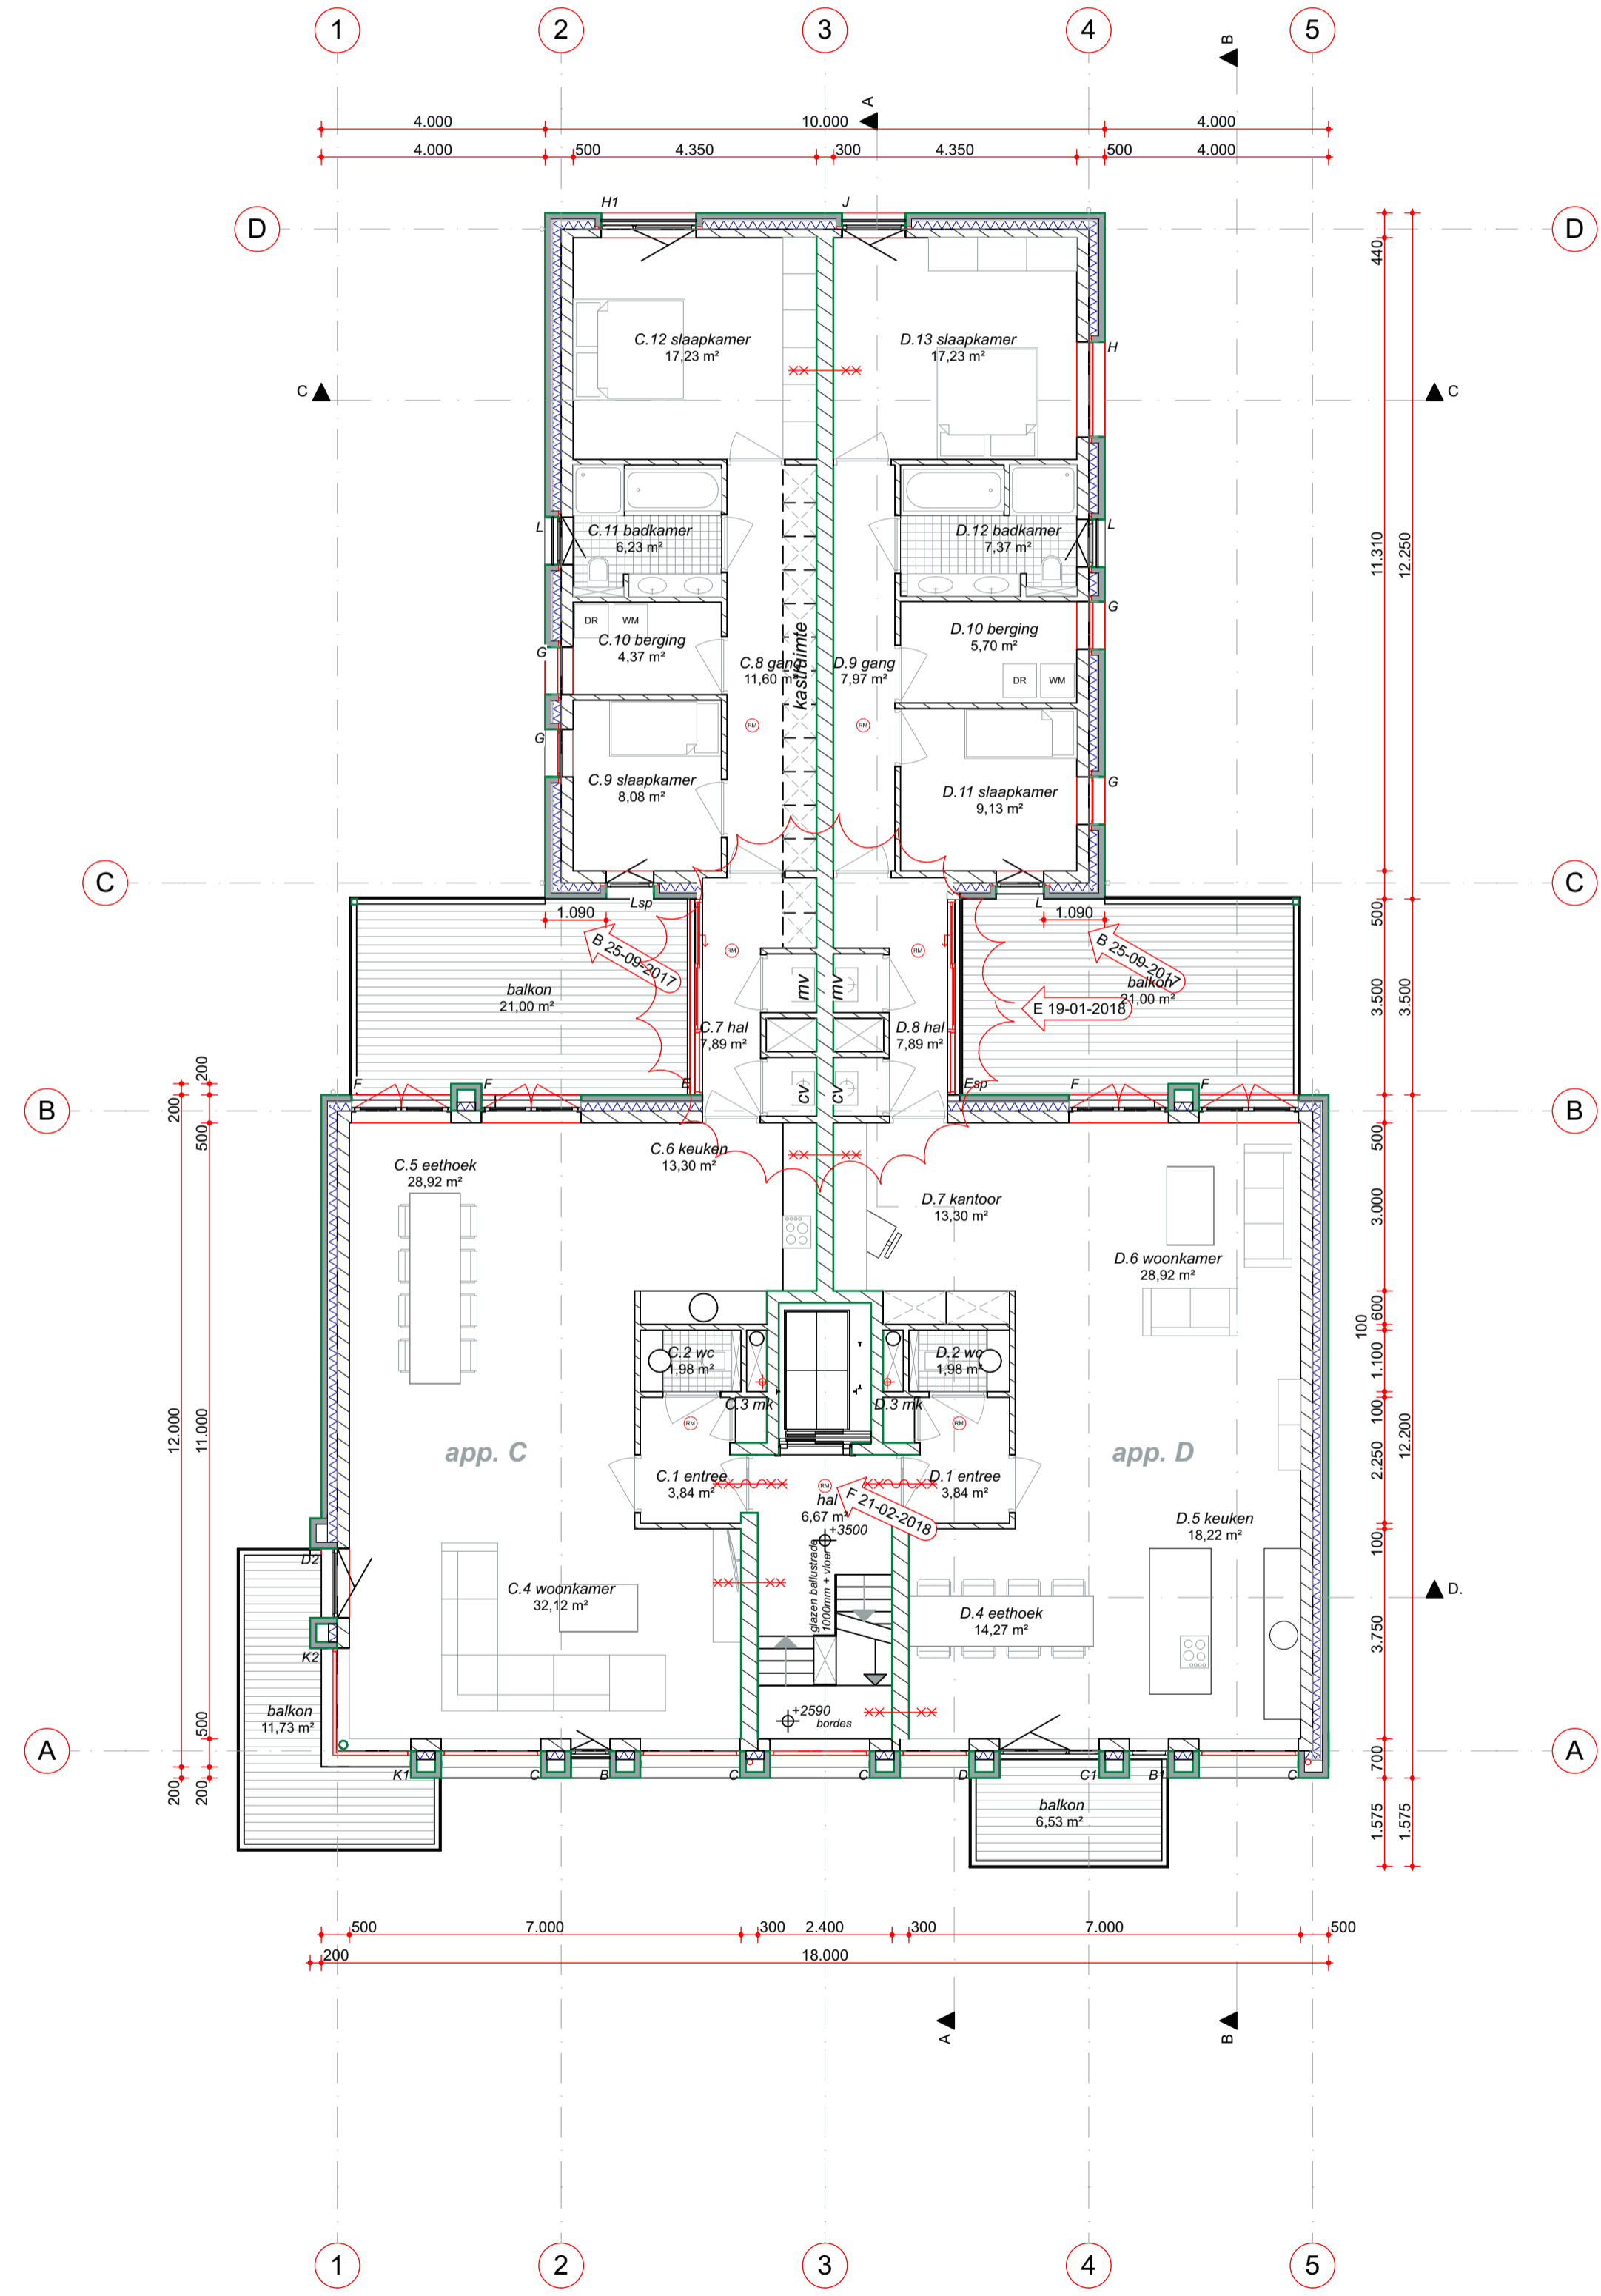 1
2
3
4
5
B
A
4.000
10.000
4.000
4.000
500
4.350
300
4.350
500
4.000
H1
J
D
D
440
C.12 slaapkamer
17,23 m²
D.13 slaapkamer
17,23 m²
H
C
C
L
C.11 badkamer
6,23 m²
D.12 badkamer
7,37 m²
L
11.310
12.250
DR
WM
C.10 berging
4,37 m²
G
D.10 berging
5,70 m²
G
DR
WM
C.8 gang
11,60 m²
kastruimte
D.9 gang
7,97 m²
RM
RM
G
C.9 slaapkamer
8,08 m²
D.11 slaapkamer
9,13 m²
G
C
C
Lsp
L
1.090
1.090
500
B 25-09-2017
B 25-09-2017
RM
RM
balkon
21,00 m²
balkon
21,00 m²
E 19-01-2018
mv
mv
3.500
3.500
C.7 hal
7,89 m²
D.8 hal
7,89 m²
cv
cv
200
F
F
E
Esp
F
F
B
B
200
500
500
C.6 keuken
13,30 m²
C.5 eethoek
28,92 m²
D.7 kantoor
13,30 m²
3.000
D.6 woonkamer
28,92 m²
600
100
C.2 wc
1,98 m²
D.2 wc
1,98 m²
1.100
C.3 mk
D.3 mk
100
RM
RM
12.000
11.000
12.200
app. C
app. D
2.250
C.1 entree
3,84 m²
D.1 entree
3,84 m²
RM
hal
6,67 m²
F 21-02-2018
+3500
D.5 keuken
18,22 m²
100
D2
glazen ballustrade
1000mm + vloer
C.4 woonkamer
32,12 m²
D.4 eethoek
14,27 m²
D.
3.750
K2
balkon
11,73 m²
+2590
bordes
500
A
A
700
K1
C
B
C
C
D
C1
B1
C
200
200
balkon
6,53 m²
1.575
1.575
500
7.000
300
2.400
300
7.000
500
200
18.000
A
B
1
2
3
4
5